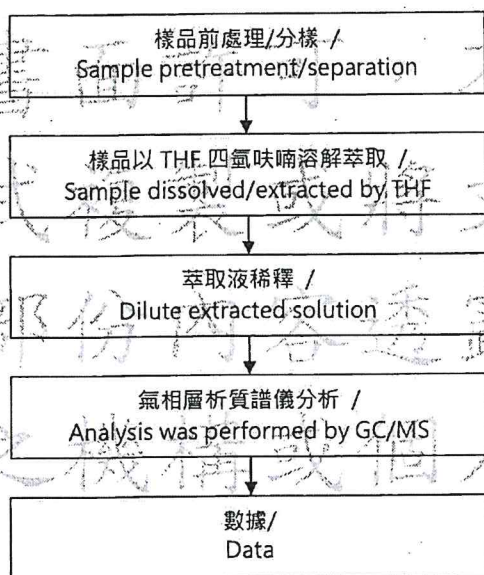 樣品前處理/分樣 /
Sample pretreatment/separation
樣品以 THF 四氫呋喃溶解萃取 /
Sample dissolved/extracted by THF
萃取液稀釋 /
Dilute extracted solution
氣相層析質譜儀分析 /
Analysis was performed by GC/MS
數據/
Data